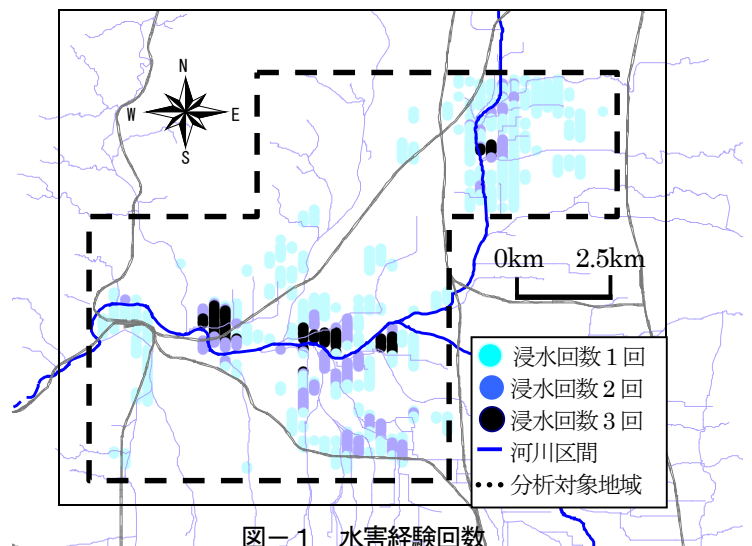 N
W E
S
0km 2.5km
浸水回数1回
浸水回数2回
浸水回数3回
河川区間
分析対象地域
図－1 水害経験回数